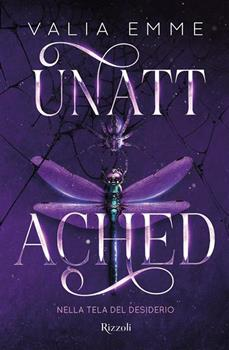 VALIA EMME
UNATT
ACHED
NELLA TELA DEL DESIDERIO
Rizzoli